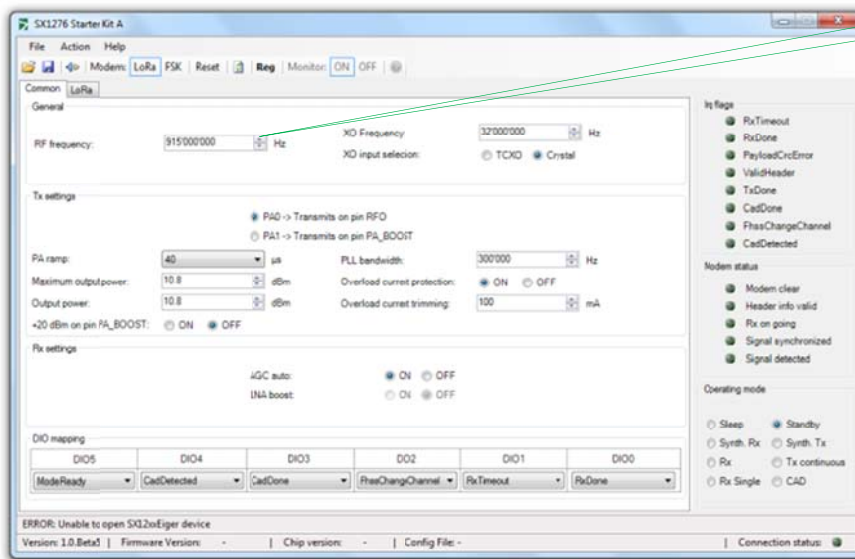 SX1276 Starter Kit A
File Action Help
Modem: LoRa FSK Reset Reg Monitor: ON OFF
Common LoRa
General
RF frequency: 915'000'000 Hz
XO Frequency 32'000'000 Hz
XO input selecion: TCXO Crystal
Tx settings
PA0 -> Transmits on pin RFO
PA1 -> Transmits on pin PA_BOOST
PA ramp: 40 µs
PLL bandwidth: 300'000 Hz
Maximum output power: 10.8 dBm
Overload current protection: ON OFF
Output power: 10.8 dBm
Overload current trimming: 100 mA
+20 dBm on pin PA_BOOST: ON OFF
Rx settings
AGC auto: ON OFF
LNA boost: ON OFF
DIO mapping
DIO5 DIO4 DIO3 DIO2 DIO1 DIO0
ModeReady CadDetected CadDone FhssChangiChannel RxTimeout RxDone
Irq flags
RxTimeout
RxDone
PayloadCrcError
ValidHeader
TxDone
CadDone
FhssChangeChannel
CadDetected
Modem status
Modem clear
Header info valid
Rx on going
Signal synchronized
Signal detected
Operating mode
Sleep Standby
Synth. Rx Synth. Tx
Rx Tx continuous
Rx Single CAD
ERROR: Unable to open SX12xxEiger device
Version: 1.0.Beta3 | Firmware Version: - | Chip version: - | Config File: - | Connection status: